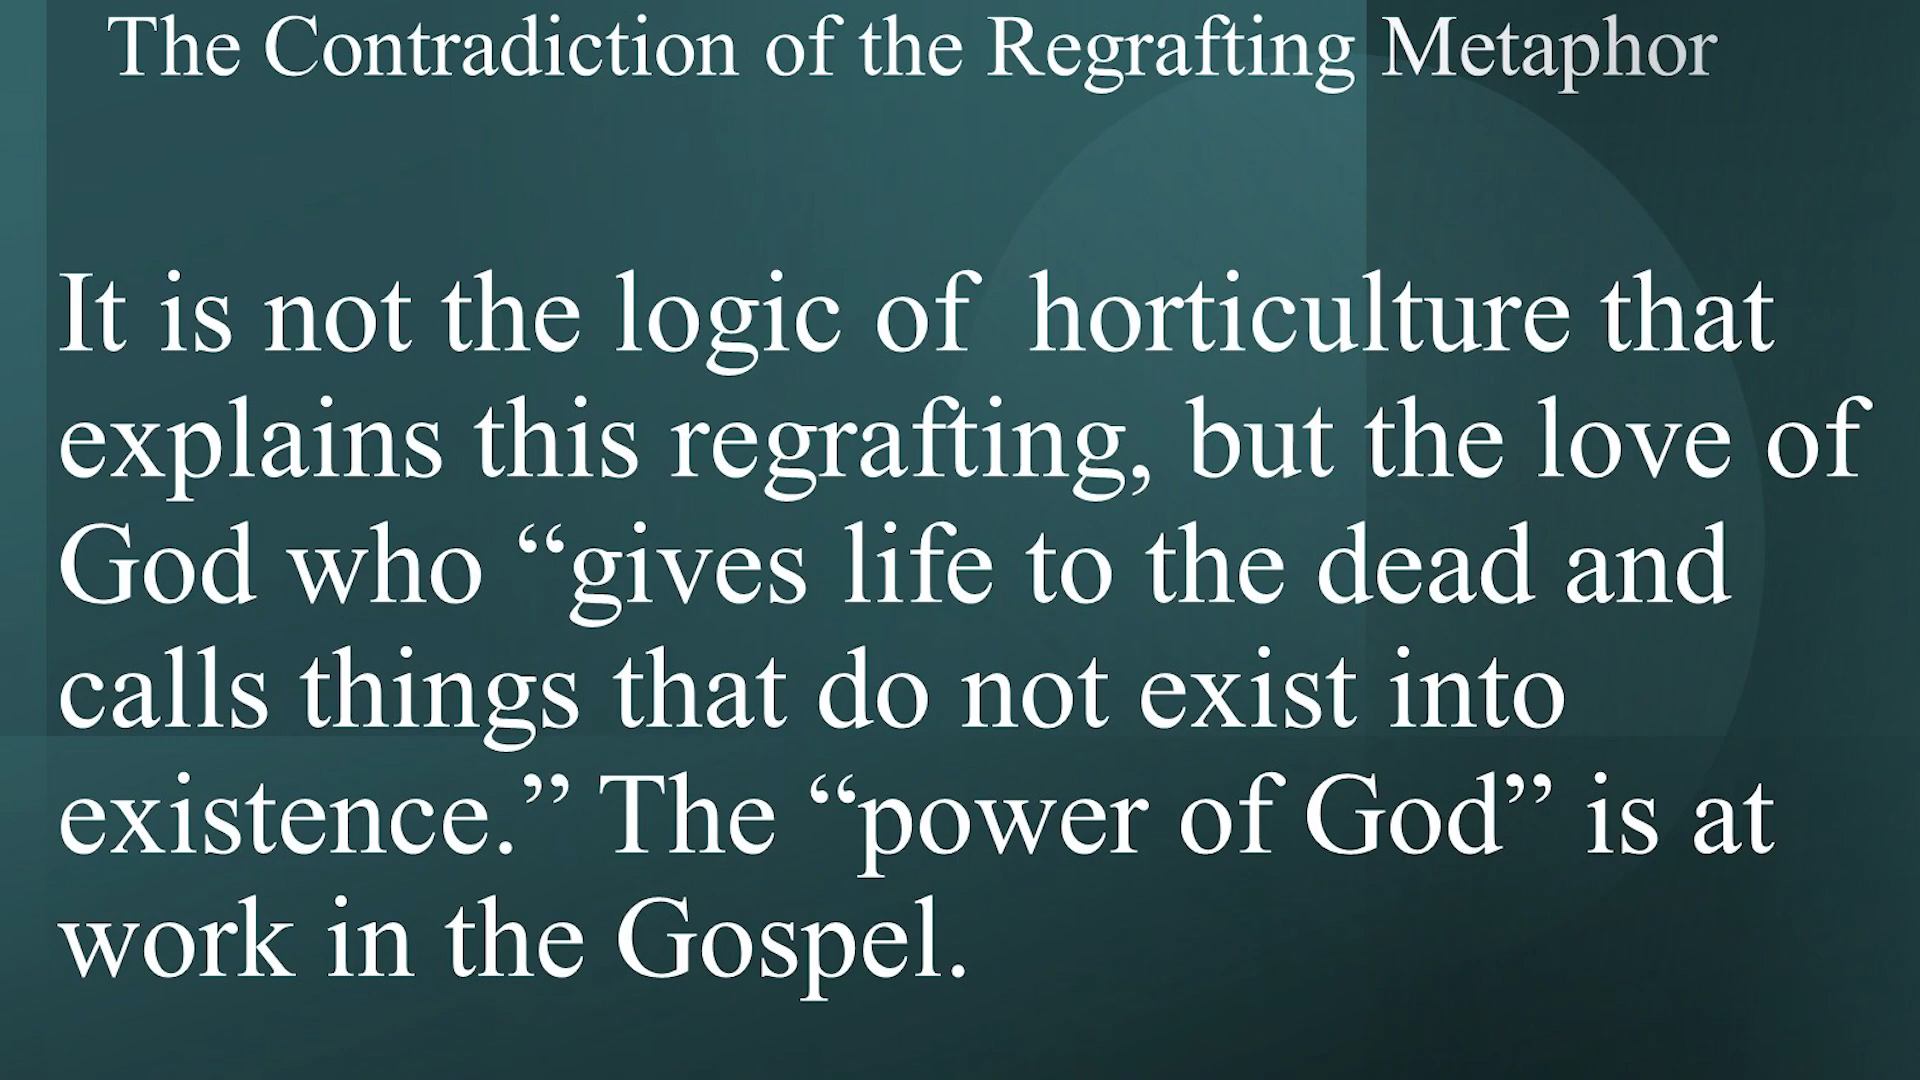 The Contradiction of the Regrafting Metaphor
It is not the logic of  horticulture that
explains this regrafting, but the love of
God who “gives life to the dead and
calls things that do not exist into
existence.” The “power of God” is at
work in the Gospel.